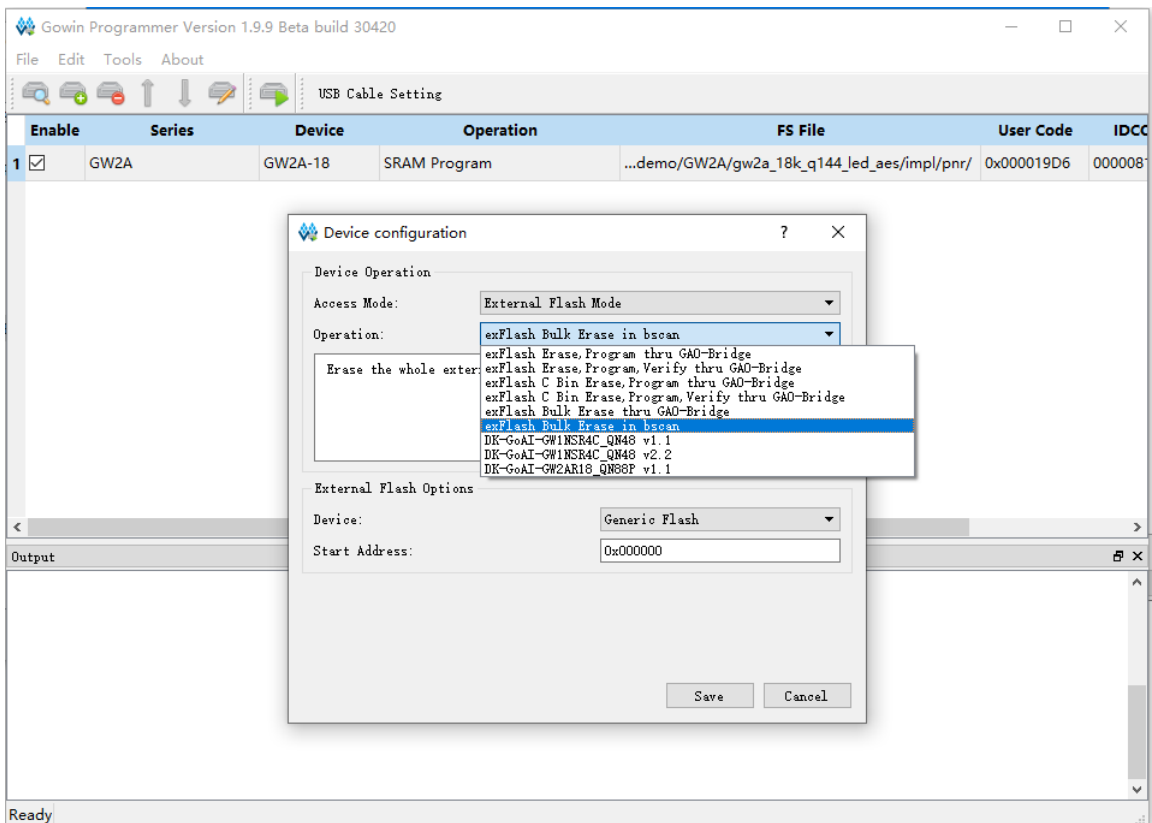 Gowin Programmer Version 1.9.9 Beta build 30420
File Edit Tools About
USB Cable Setting
Enable Series Device Operation FS File User Code IDCC
1 GW2A GW2A-18 SRAM Program ...demo/GW2A/gw2a_18k_q144_led_aes/impl/pnr/ 0x000019D6 000008
Device configuration ?
Device Operation
Access Mode: External Flash Mode
Operation: exFlash Bulk Erase in bscan
Erase the whole exter
exFlash Erase,Program thru GAO-Bridge
exFlash Erase,Program,Verify thru GAO-Bridge
exFlash C Bin Erase,Program thru GAO-Bridge
exFlash C Bin Erase,Program,Verify thru GAO-Bridge
exFlash Bulk Erase thru GAO-Bridge
exFlash Bulk Erase in bscan
DK-GoAI-GW1NSR4C_QN48 v1.1
DK-GoAI-GW1NSR4C_QN48 v2.2
DK-GoAI-GW2AR18_QN88P v1.1
External Flash Options
Device: Generic Flash
Start Address: 0x000000
Output
Save Cancel
Ready